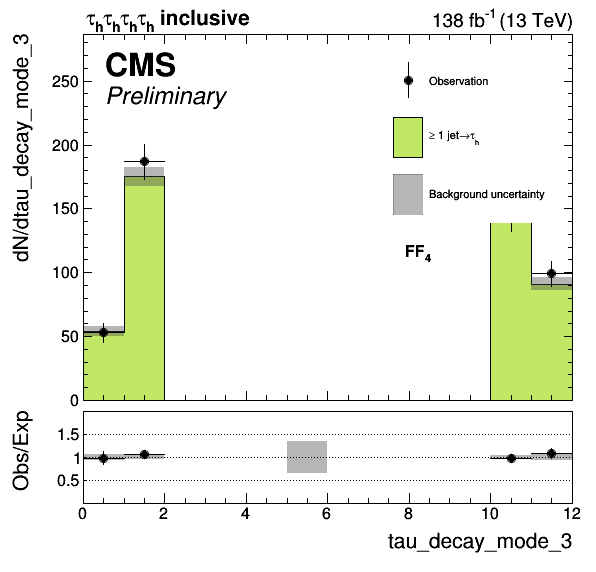 τhτhτhτh inclusive
138 fb⁻¹ (13 TeV)
CMS
Preliminary
Observation
≥ 1 jet→τh
Background uncertainty
FF₄
dN/dtau_decay_mode_3
250
200
150
100
50
0
Obs/Exp
1.5
1
0.5
0 2 4 6 8 10 12
tau_decay_mode_3